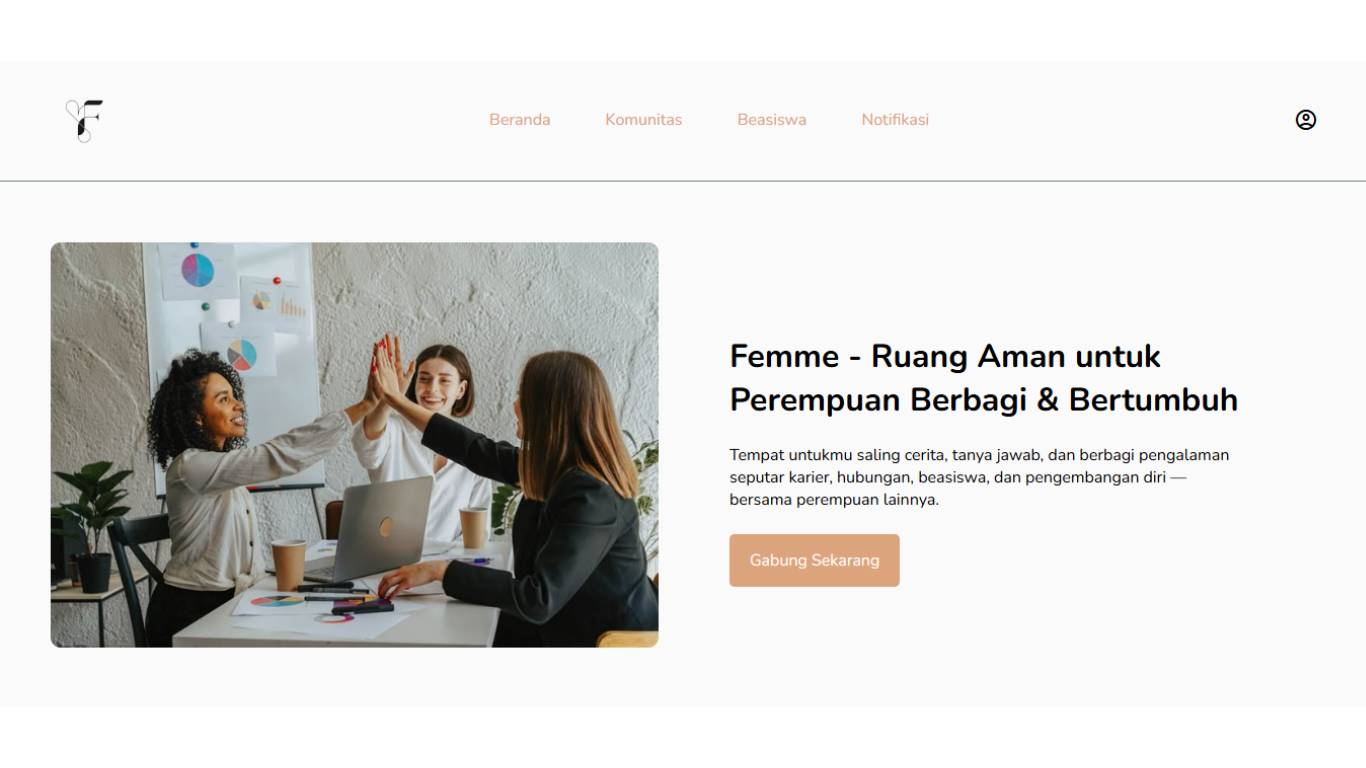 F
Beranda Komunitas Beasiswa Notifikasi
Femme - Ruang Aman untuk
Perempuan Berbagi & Bertumbuh
Tempat untukmu saling cerita, tanya jawab, dan berbagi pengalaman
seputar karier, hubungan, beasiswa, dan pengembangan diri —
bersama perempuan lainnya.
Gabung Sekarang